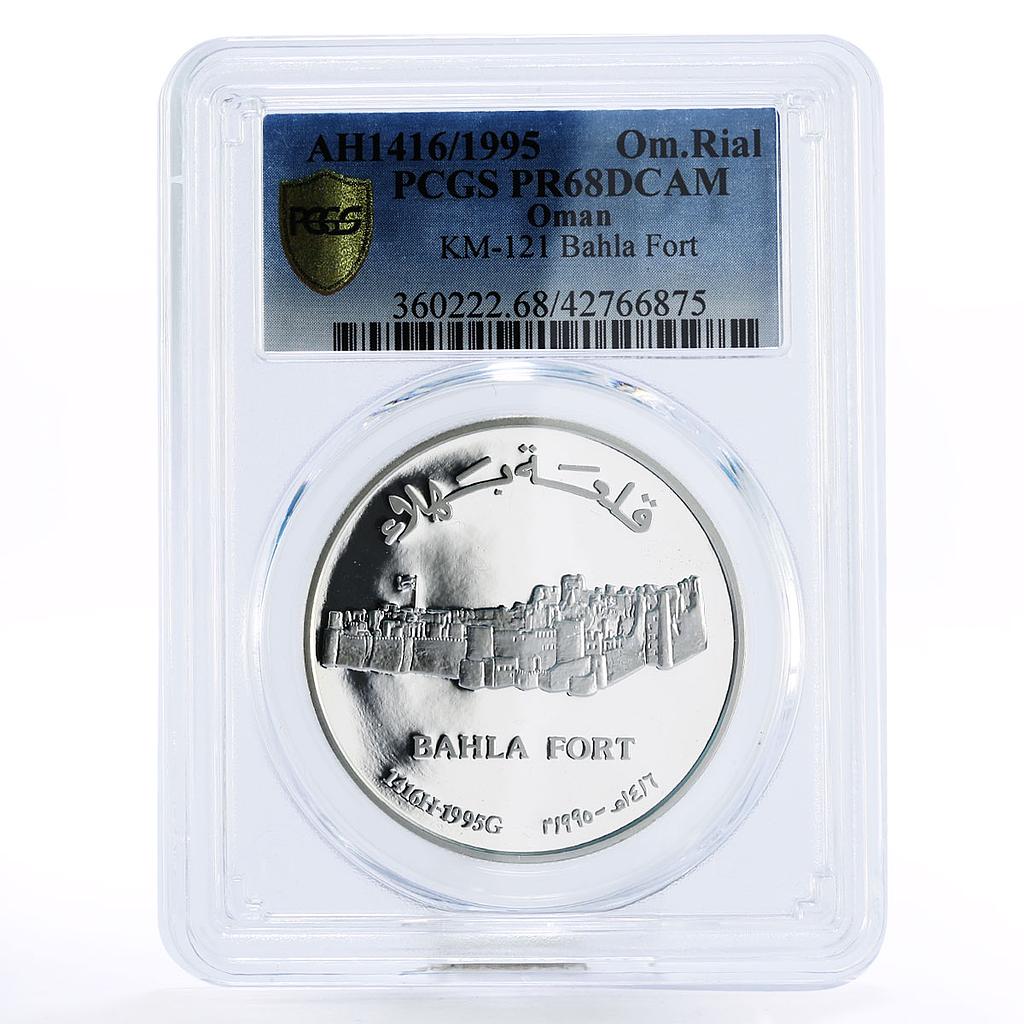 AH1416/1995 Om.Rial
PCGS PR68DCAM
Oman
KM-121 Bahla Fort
PCGS
360222.68/42766875
قلعة بهلاء
BAHLA FORT
1416H-1995G ١٤١٦هـ - ١٩٩٥م